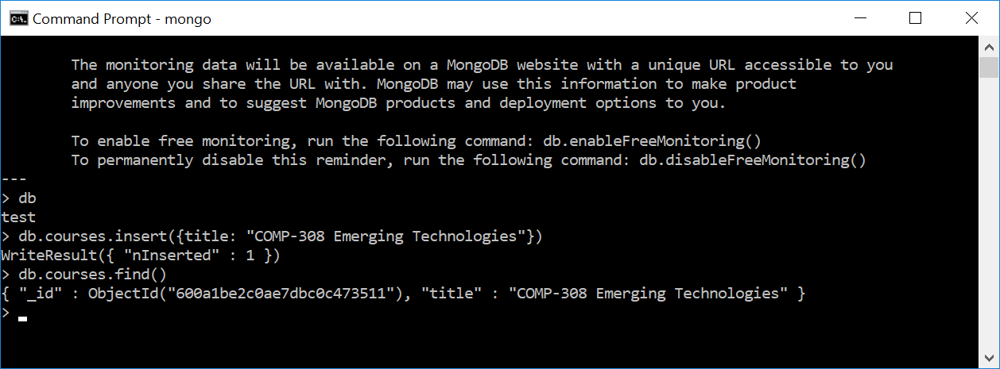 Command Prompt - mongo
The monitoring data will be available on a MongoDB website with a unique URL accessible to you
and anyone you share the URL with. MongoDB may use this information to make product
improvements and to suggest MongoDB products and deployment options to you.
To enable free monitoring, run the following command: db.enableFreeMonitoring()
To permanently disable this reminder, run the following command: db.disableFreeMonitoring()
---
> db
test
> db.courses.insert({title: "COMP-308 Emerging Technologies"})
WriteResult({ "nInserted" : 1 })
> db.courses.find()
{ "_id" : ObjectId("600a1be2c0ae7dbc0c473511"), "title" : "COMP-308 Emerging Technologies" }
>